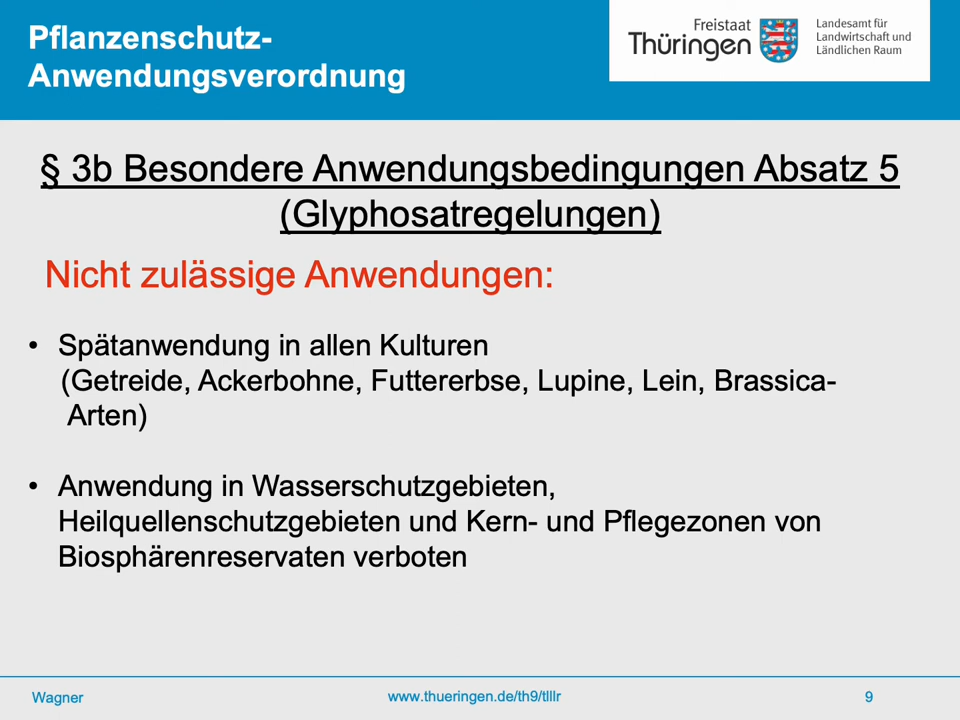 Pflanzenschutz-
Anwendungsverordnung
Freistaat
Thüringen
Landesamt für
Landwirtschaft und
Ländlichen Raum
§ 3b Besondere Anwendungsbedingungen Absatz 5
(Glyphosatregelungen)
Nicht zulässige Anwendungen:
• Spätanwendung in allen Kulturen
(Getreide, Ackerbohne, Futtererbse, Lupine, Lein, Brassica-
Arten)
• Anwendung in Wasserschutzgebieten,
Heilquellenschutzgebieten und Kern- und Pflegezonen von
Biosphärenreservaten verboten
Wagner
www.thueringen.de/th9/tlllr
9